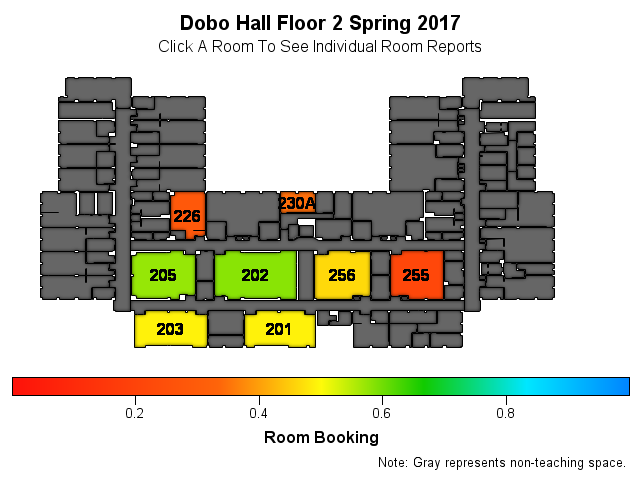 Dobo Hall Floor 2 Spring 2017
Click A Room To See Individual Room Reports
226
230A
205
202
256
255
203
201
0.2
0.4
0.6
0.8
Room Booking
Note: Gray represents non-teaching space.